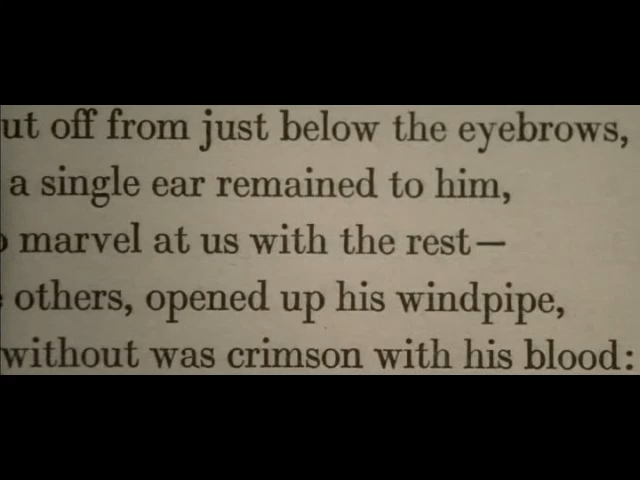 ut off from just below the eyebrows,
a single ear remained to him,
marvel at us with the rest—
others, opened up his windpipe,
without was crimson with his blood: